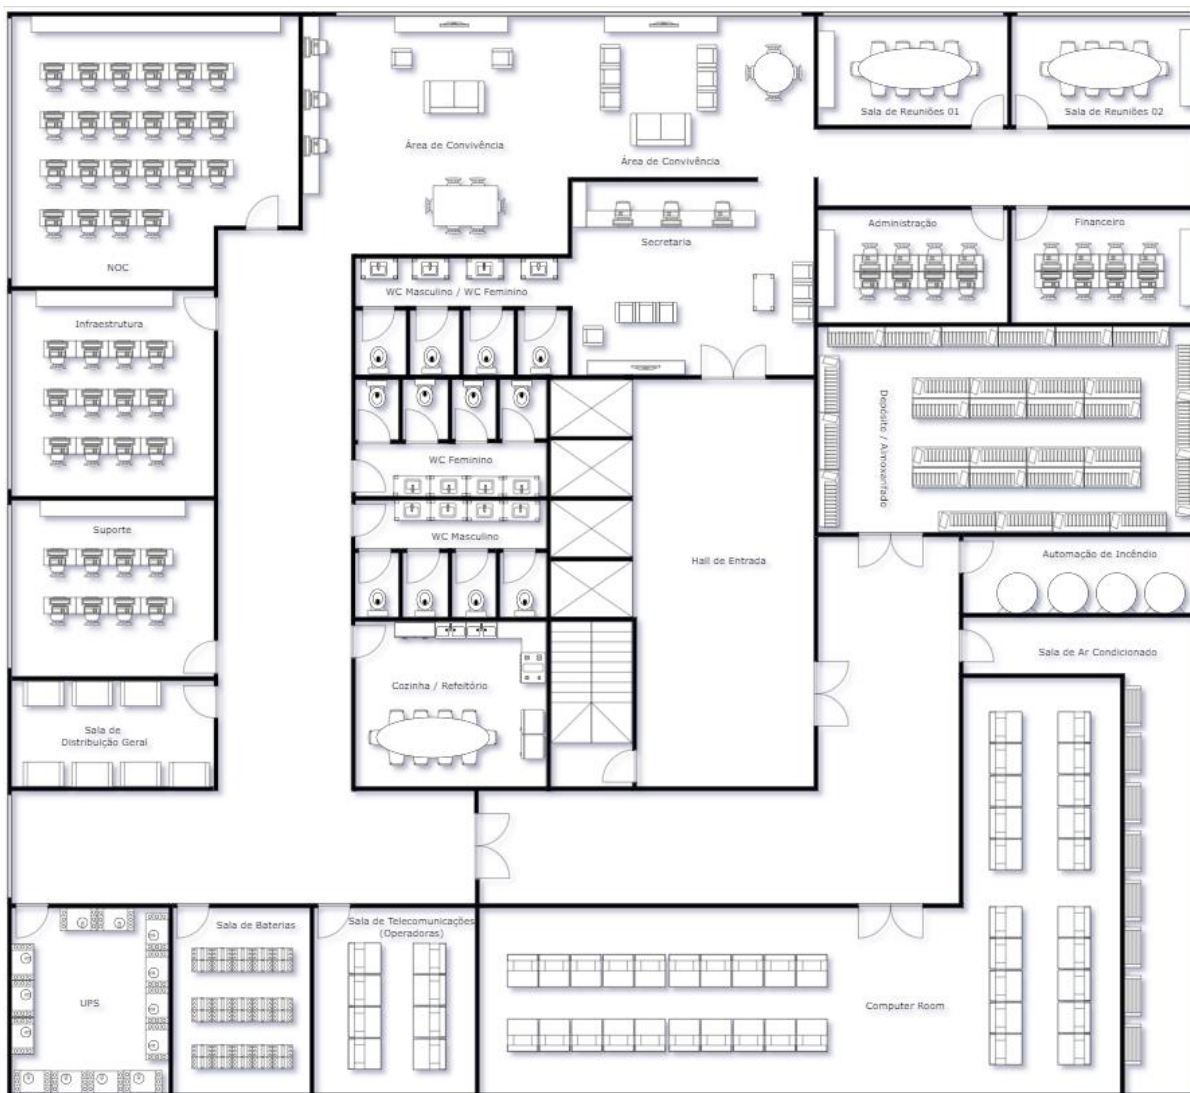 Sala de Reuniões 01
Sala de Reuniões 02
Área de Convivência
Área de Convivência
Administração
Financeiro
Secretaria
NOC
WC Masculino / WC Feminino
Infraestrutura
Depósito / Almoxarifado
WC Feminino
Suporte
WC Masculino
Hall de Entrada
Automação de Incêndio
Sala de Ar Condicionado
Cozinha / Refeitório
Sala de
Distribuição Geral
Sala de Baterias
Sala de Telecomunicações
(Operadoras)
UPS
Computer Room